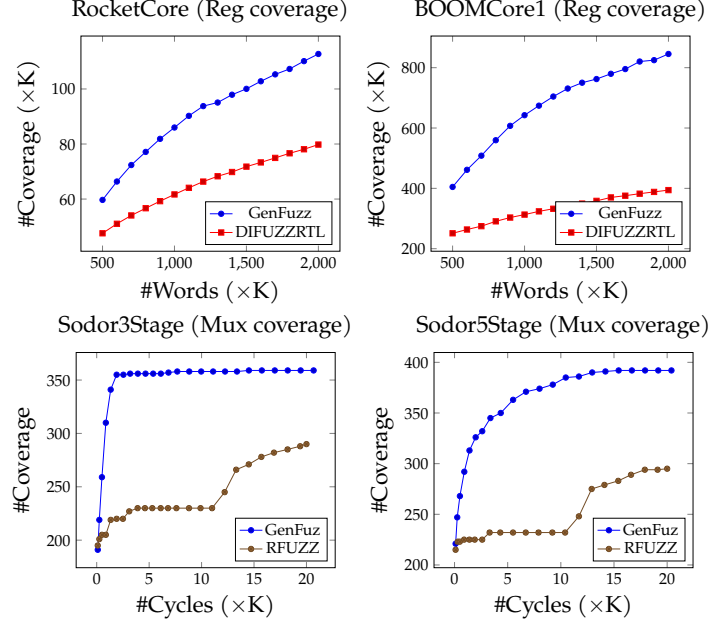 RocketCore (Reg coverage)
BOOMCore1 (Reg coverage)
#Coverage (×K)
100
80
60
500
1,000
1,500
2,000
GenFuzz
DIFUZZRTL
#Words (×K)
#Coverage (×K)
800
600
400
200
500
1,000
1,500
2,000
GenFuzz
DIFUZZRTL
#Words (×K)
Sodor3Stage (Mux coverage)
Sodor5Stage (Mux coverage)
#Coverage
350
300
250
200
0
5
10
15
20
GenFuz
RFUZZ
#Cycles (×K)
#Coverage
400
350
300
250
200
0
5
10
15
20
GenFuz
RFUZZ
#Cycles (×K)